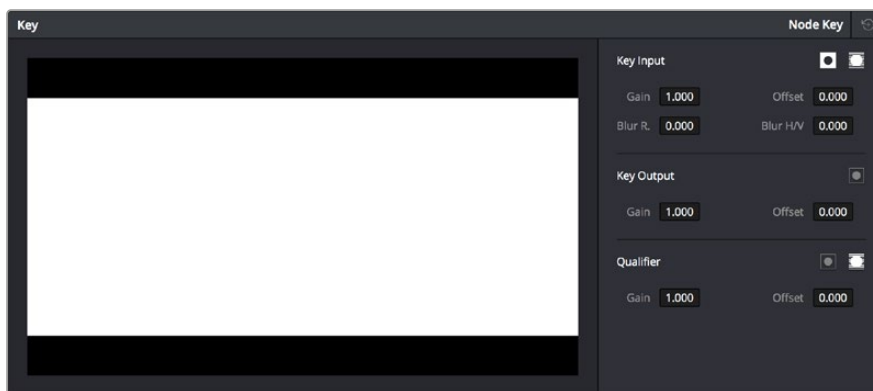 Key Node Key
Key Input
Gain 1.000 Offset 0.000
Blur R. 0.000 Blur H/V 0.000
Key Output
Gain 1.000 Offset 0.000
Qualifier
Gain 1.000 Offset 0.000